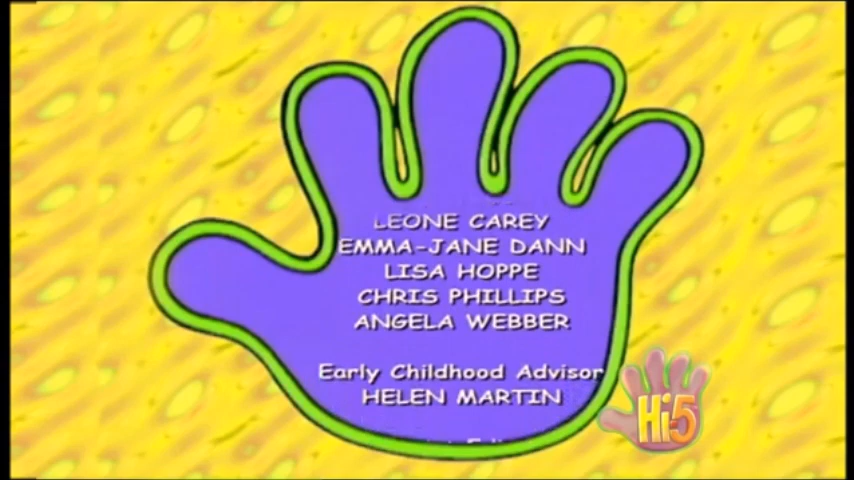 LEONE CAREY
EMMA-JANE DANN
LISA HOPPE
CHRIS PHILLIPS
ANGELA WEBBER
Early Childhood Advisor
HELEN MARTIN
Hi5